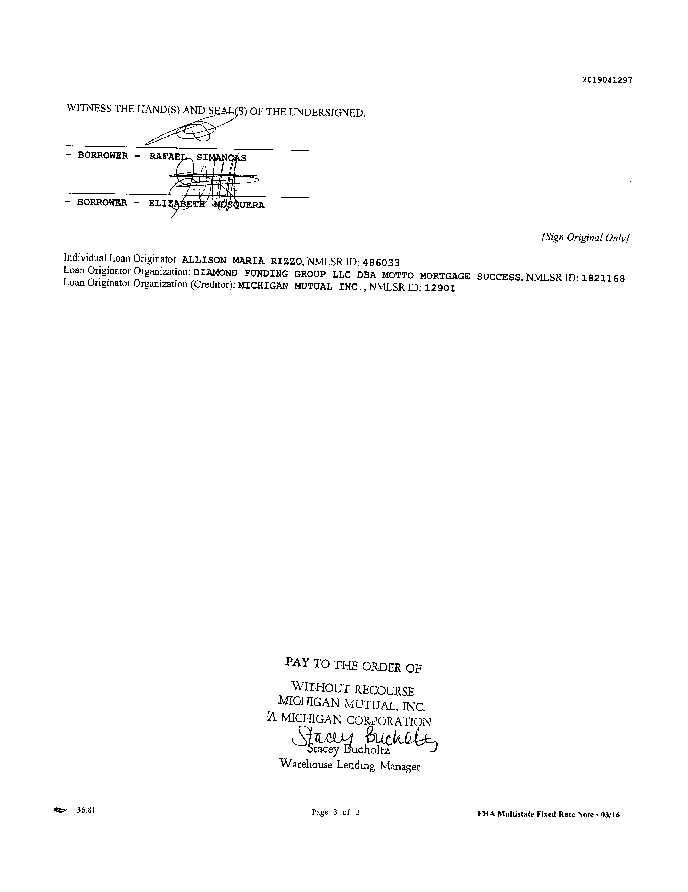 2019041297
WITNESS THE HAND(S) AND SEAL(S) OF THE UNDERSIGNED.
- BORROWER - RAFAEL SIMANCAS
- BORROWER - ELIZABETH MOSQUERA
[Sign Original Only]
Individual Loan Originator: ALLISON MARIA RIZZO, NMLSR ID: 486033
Loan Originator Organization: DIAMOND FUNDING GROUP LLC DBA MOTTO MORTGAGE SUCCESS, NMLSR ID: 1821168
Loan Originator Organization (Creditor): MICHIGAN MUTUAL INC., NMLSR ID: 12901
PAY TO THE ORDER OF
WITHOUT RECOURSE
MICHIGAN MUTUAL, INC.
A MICHIGAN CORPORATION
Stacey Bucholtz
Stacey Bucholtz
Warehouse Lending Manager
36.81 Page 3 of 3 FHA Multistate Fixed Rate Note - 03/16